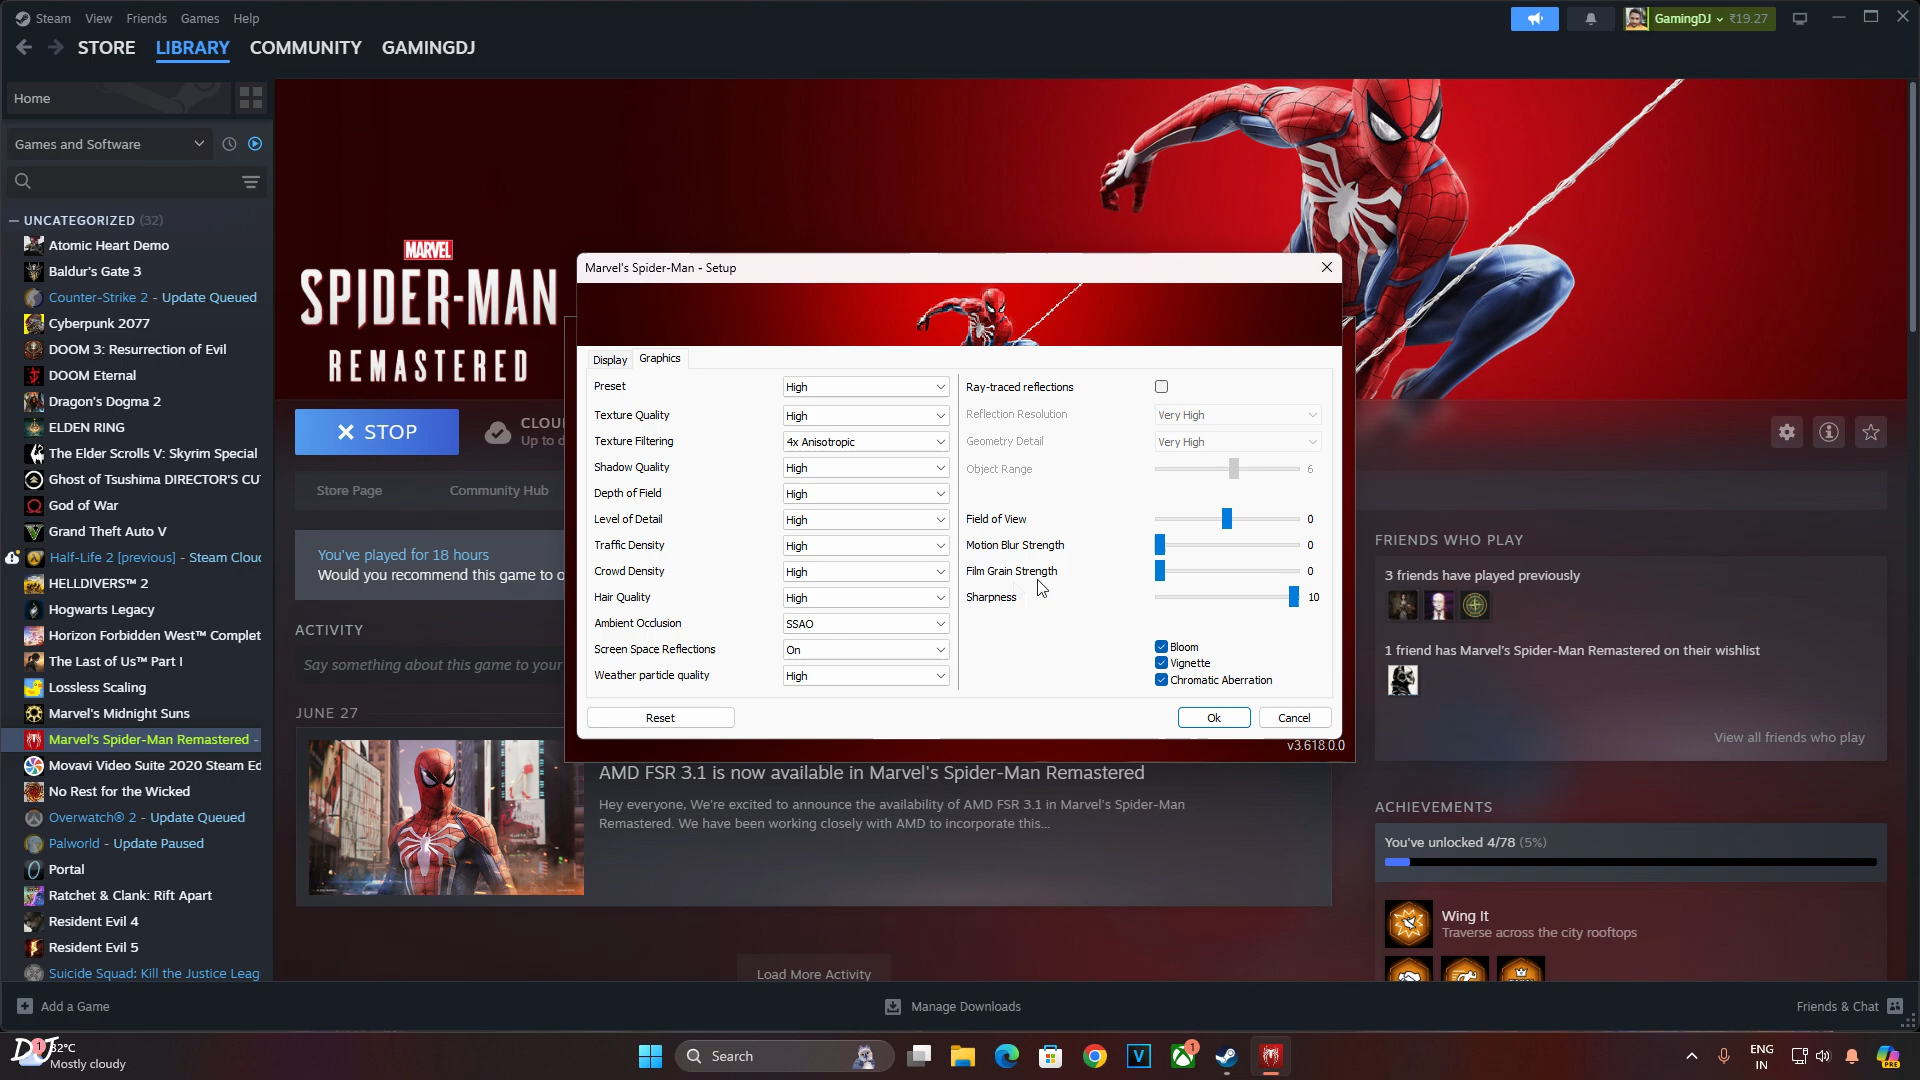 Steam View Friends Games Help
GamingDJ ₹19.27
STORE LIBRARY COMMUNITY GAMINGDJ
Home
Games and Software
UNCATEGORIZED (32)
Atomic Heart Demo
Baldur's Gate 3
Counter-Strike 2 - Update Queued
Cyberpunk 2077
DOOM 3: Resurrection of Evil
DOOM Eternal
Dragon's Dogma 2
ELDEN RING
The Elder Scrolls V: Skyrim Special
Ghost of Tsushima DIRECTOR'S CU
God of War
Grand Theft Auto V
Half-Life 2 [previous] - Steam Clou
HELLDIVERS™ 2
Hogwarts Legacy
Horizon Forbidden West™ Complet
The Last of Us™ Part I
Lossless Scaling
Marvel's Midnight Suns
Marvel's Spider-Man Remastered -
Movavi Video Suite 2020 Steam Ed
No Rest for the Wicked
Overwatch® 2 - Update Queued
Palworld - Update Paused
Portal
Ratchet & Clank: Rift Apart
Resident Evil 4
Resident Evil 5
Suicide Squad: Kill the Justice Leag
MARVEL
SPIDER-MAN
REMASTERED
STOP
CLOU
Up to d
Store Page Community Hub
You've played for 18 hours
Would you recommend this game to o
ACTIVITY
Say something about this game to your
JUNE 27
Marvel's Spider-Man - Setup
Display Graphics
Preset High
Texture Quality High
Texture Filtering 4x Anisotropic
Shadow Quality High
Depth of Field High
Level of Detail High
Traffic Density High
Crowd Density High
Hair Quality High
Ambient Occlusion SSAO
Screen Space Reflections On
Weather particle quality High
Ray-traced reflections
Reflection Resolution Very High
Geometry Detail Very High
Object Range 6
Field of View 0
Motion Blur Strength 0
Film Grain Strength 0
Sharpness 10
Bloom
Vignette
Chromatic Aberration
Reset Ok Cancel
v3.618.0.0
AMD FSR 3.1 is now available in Marvel's Spider-Man Remastered
Hey everyone, We're excited to announce the availability of AMD FSR 3.1 in Marvel's Spider-Man
Remastered. We have been working closely with AMD to incorporate this...
Load More Activity
FRIENDS WHO PLAY
3 friends have played previously
1 friend has Marvel's Spider-Man Remastered on their wishlist
View all friends who play
ACHIEVEMENTS
You've unlocked 4/78 (5%)
Wing It
Traverse across the city rooftops
Add a Game
Manage Downloads
Friends & Chat
DJ
1
32°C
Mostly cloudy
Search
V
1
ENG
IN
PRE